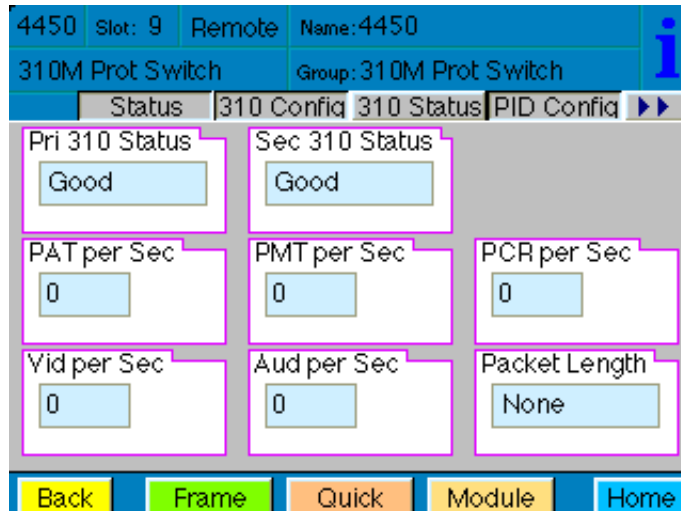 4450 Slot: 9 Remote Name:4450
310M Prot Switch Group:310M Prot Switch
i
Status 310 Config 310 Status PID Config
Pri 310 Status Sec 310 Status
Good Good
PAT per Sec PMT per Sec PCR per Sec
0 0 0
Vid per Sec Aud per Sec Packet Length
0 0 None
Back Frame Quick Module Home